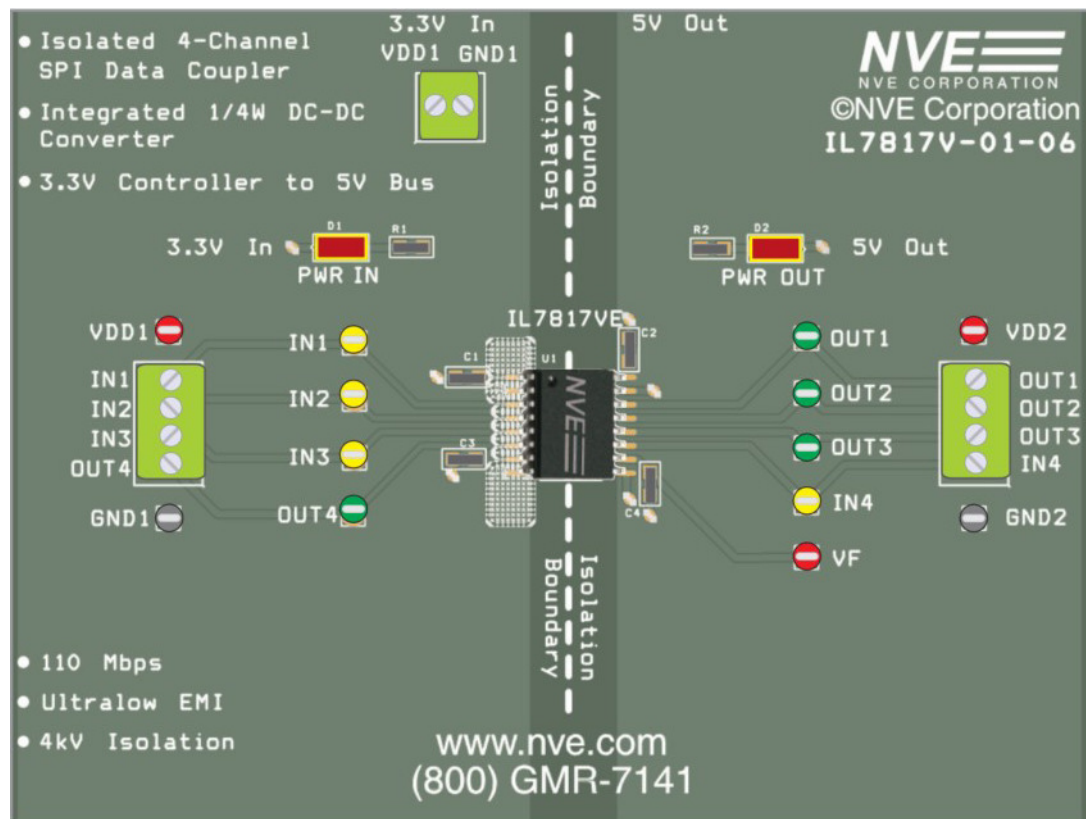 • Isolated 4-Channel
SPI Data Coupler
• Integrated 1/4W DC-DC
Converter
• 3.3V Controller to 5V Bus
3.3V In
VDD1 GND1
Isolation
Boundary
5V Out
NVE
NVE CORPORATION
©NVE Corporation
IL7817V-01-06
3.3V In
D1
R1
PWR IN
R2
D2
5V Out
PWR OUT
IL7817VE
VDD1
IN1
IN2
IN3
OUT4
GND1
IN1
IN2
IN3
OUT4
C1
C3
U1
NVE
C2
C4
OUT1
OUT2
OUT3
IN4
VF
VDD2
OUT1
OUT2
OUT3
IN4
GND2
Isolation
Boundary
• 110 Mbps
• Ultralow EMI
• 4kV Isolation
www.nve.com
(800) GMR-7141